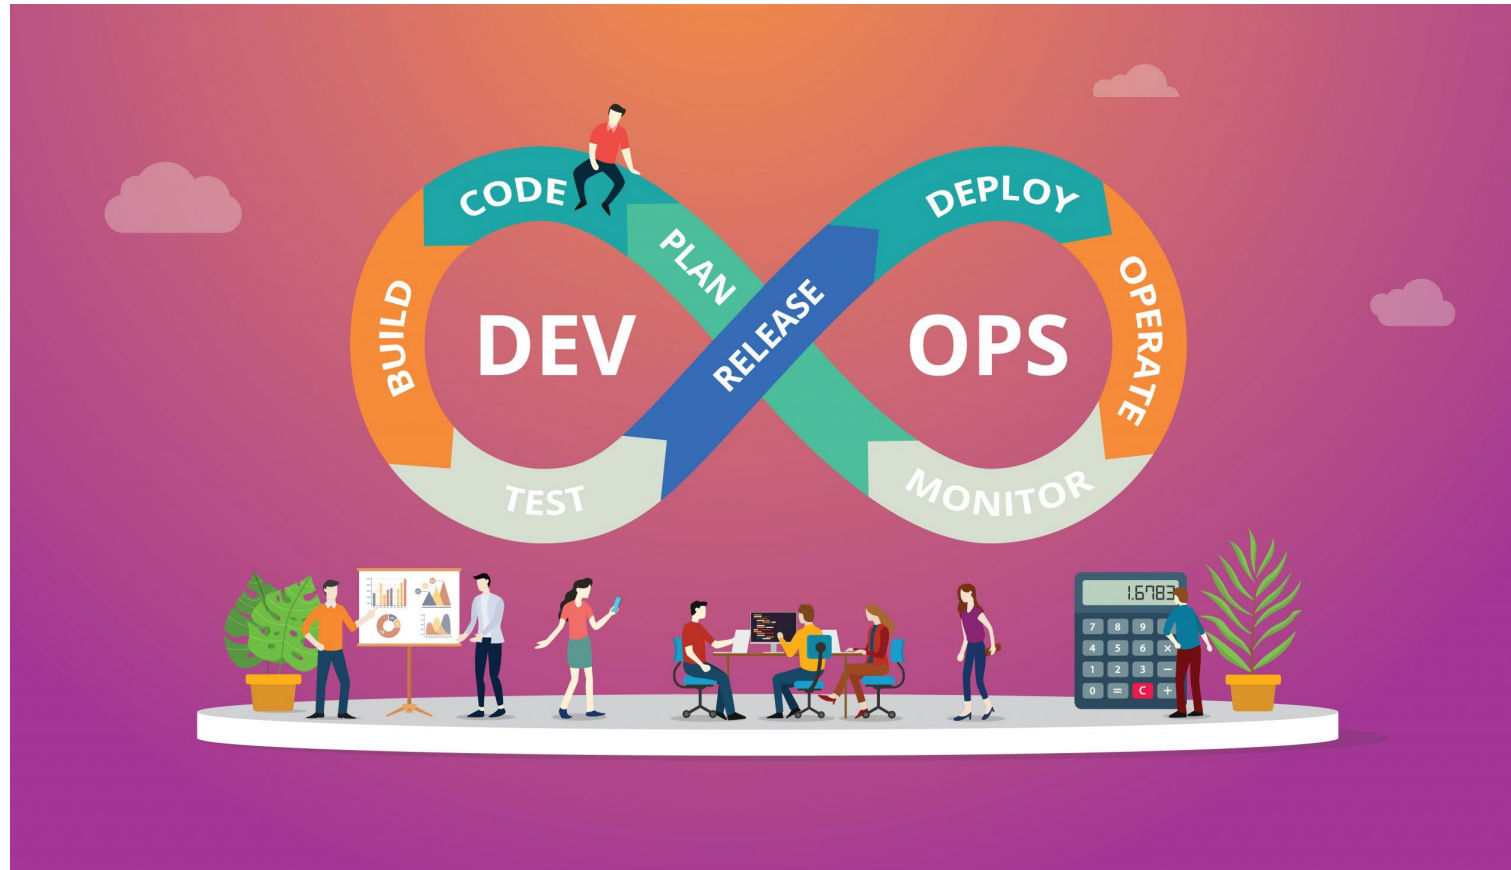 CODE
DEPLOY
PLAN
RELEASE
BUILD
DEV
OPS
OPERATE
TEST
MONITOR
1.6783
7 8 9
4 5 6 ×
1 2 3 −
0 = C +